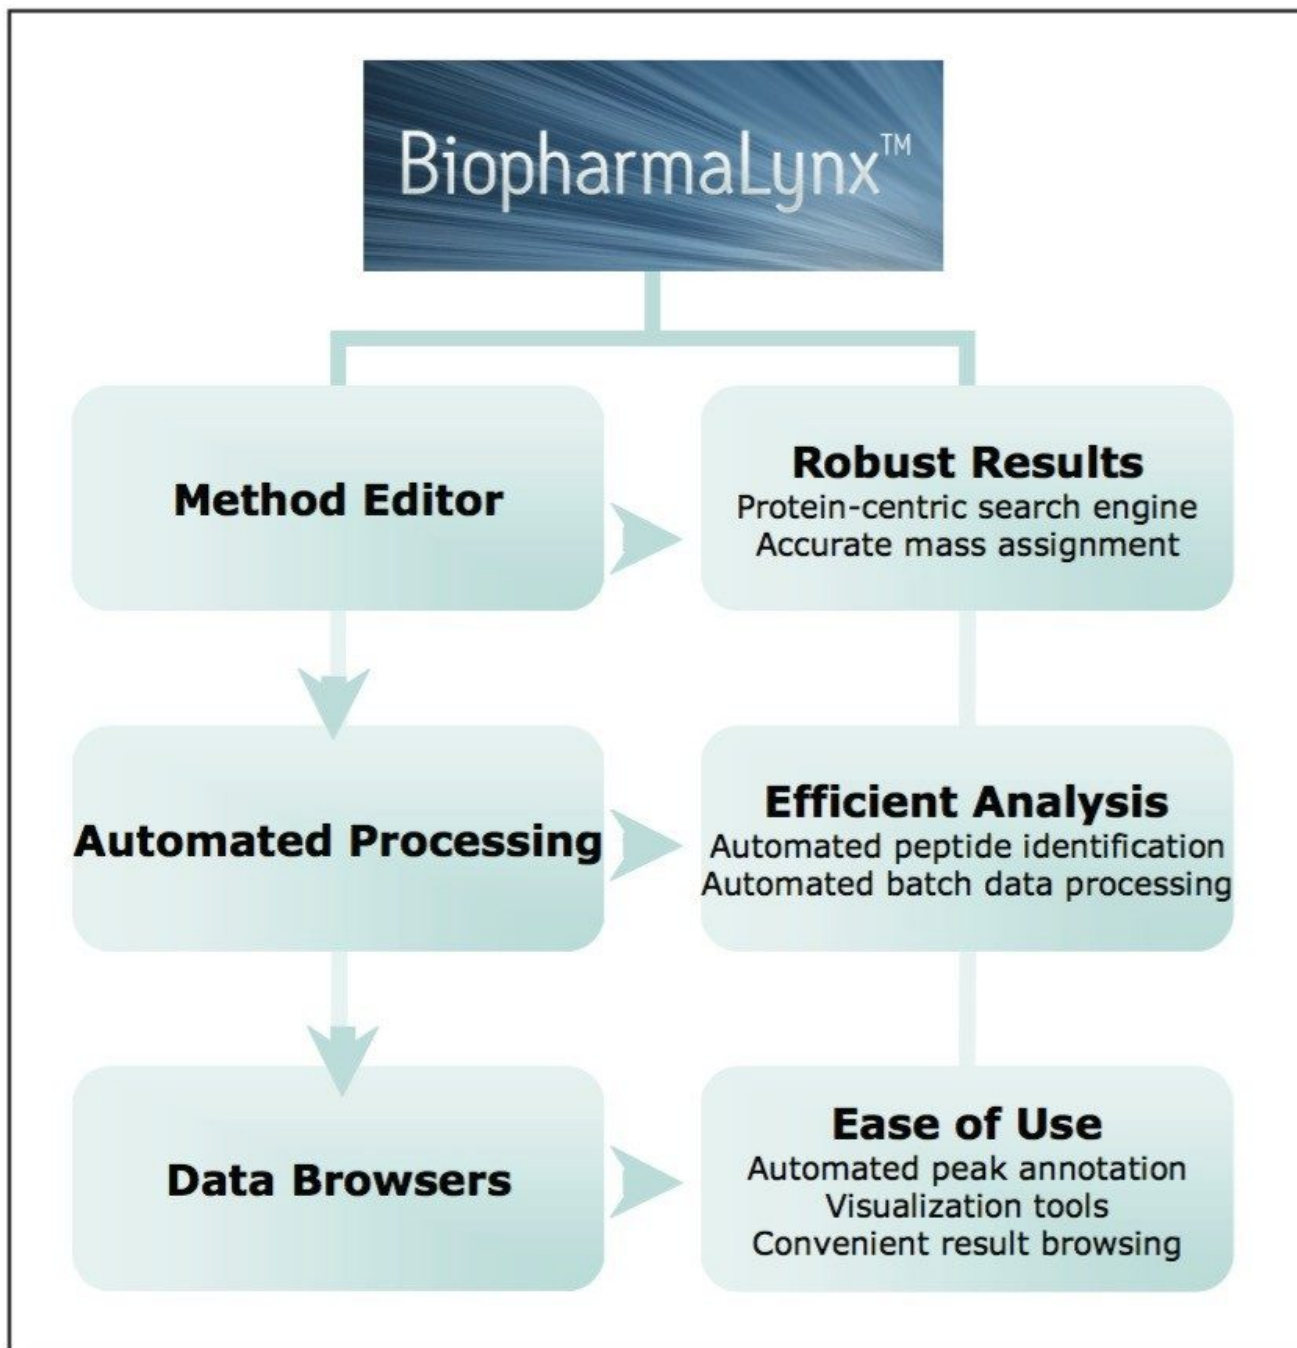 BiopharmaLynx™
Method Editor
Robust Results
Protein-centric search engine
Accurate mass assignment
Automated Processing
Efficient Analysis
Automated peptide identification
Automated batch data processing
Data Browsers
Ease of Use
Automated peak annotation
Visualization tools
Convenient result browsing